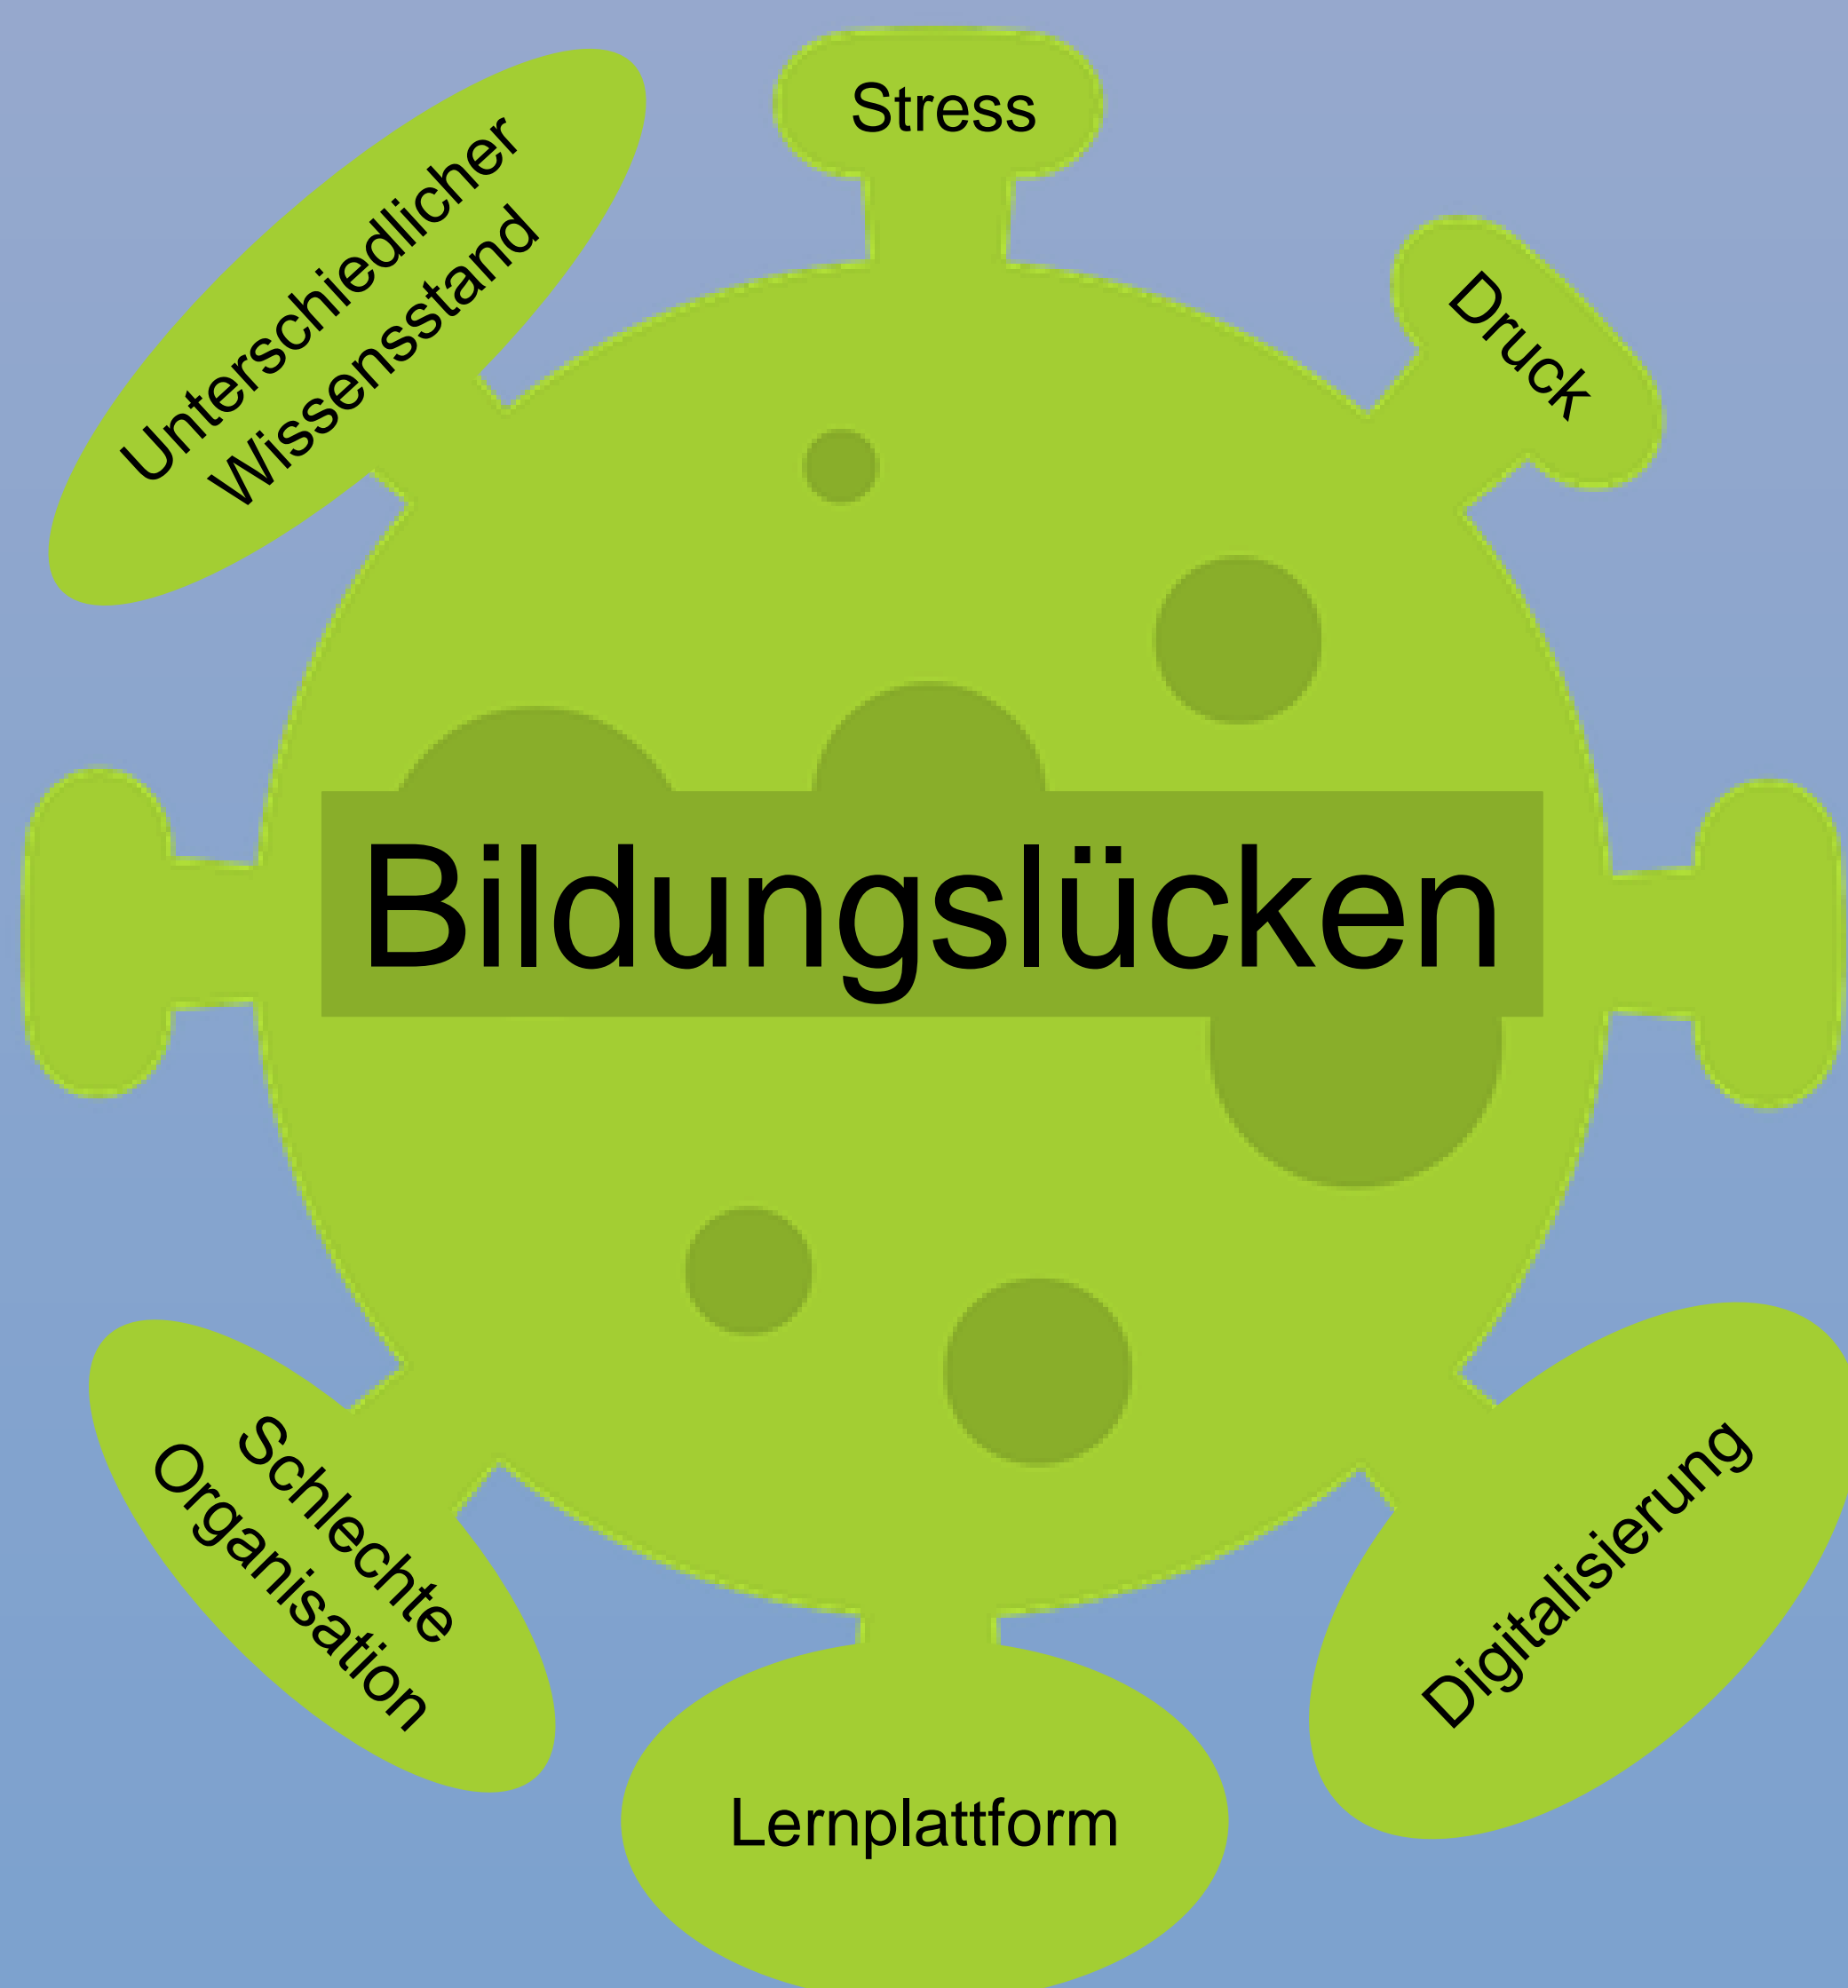 Stress
Unterschiedlicher
Wissensstand
Druck
Bildungslücken
Schlechte
Organisation
Digitalisierung
Lernplattform